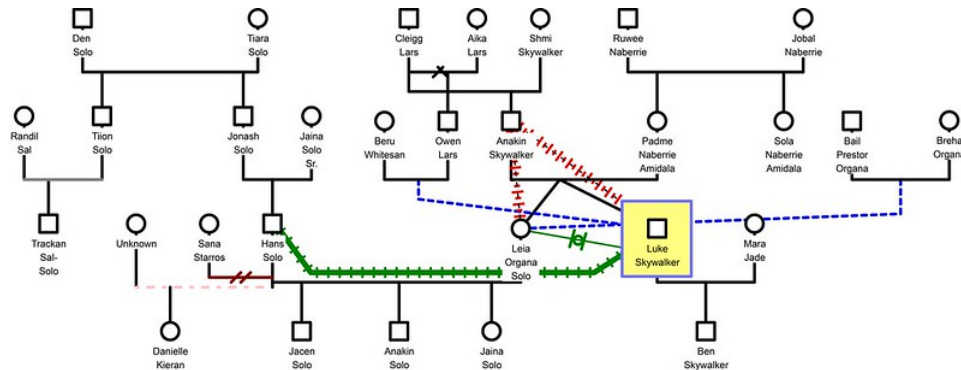 Den
Solo
Tiara
Solo
Cleigg
Lars
Aika
Lars
Shmi
Skywalker
Ruwee
Naberrie
Jobal
Naberrie
Randil
Sal
Tiion
Solo
Jonash
Solo
Jaina
Solo
Sr.
Beru
Whitesan
Owen
Lars
Anakin
Skywalker
Padme
Naberrie
Amidala
Sola
Naberrie
Amidala
Bail
Prestor
Organa
Breha
Organa
Trackan
Sal-
Solo
Unknown
Sana
Starros
Hans
Solo
Leia
Organa
Solo
Luke
Skywalker
Mara
Jade
Danielle
Kieran
Jacen
Solo
Anakin
Solo
Jaina
Solo
Ben
Skywalker